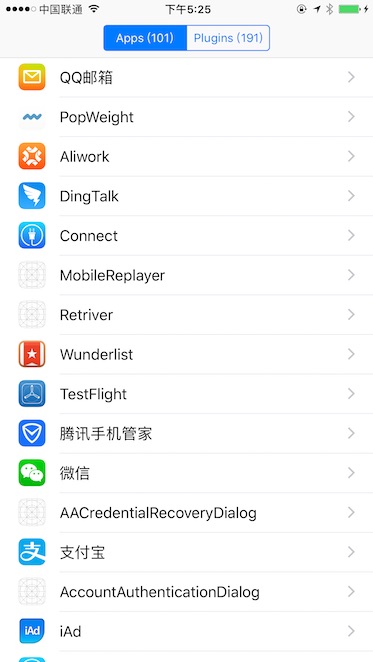 中国联通
下午5:25
Apps (101)
Plugins (191)
QQ邮箱
PopWeight
Aliwork
DingTalk
Connect
MobileReplayer
Retriver
Wunderlist
TestFlight
腾讯手机管家
微信
AACredentialRecoveryDialog
支
支付宝
AccountAuthenticationDialog
iAd
iAd